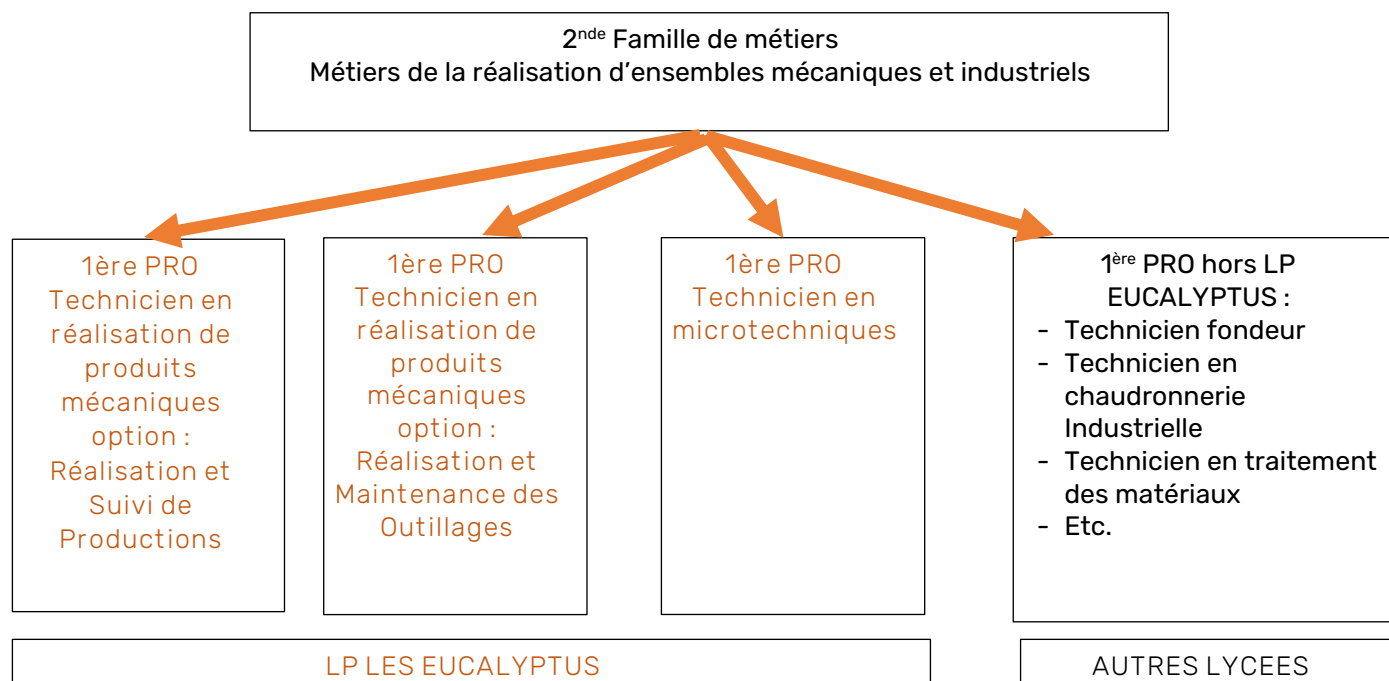 2nde Famille de métiers
Métiers de la réalisation d’ensembles mécaniques et industriels
1ère PRO
Technicien en
réalisation de
produits
mécaniques
option :
Réalisation et
Suivi de
Productions
1ère PRO
Technicien en
réalisation de
produits
mécaniques
option :
Réalisation et
Maintenance des
Outillages
1ère PRO
Technicien en
microtechniques
1ère PRO hors LP
EUCALYPTUS :
- Technicien fondeur
- Technicien en
chaudronnerie
Industrielle
- Technicien en traitement
des matériaux
- Etc.
LP LES EUCALYPTUS
AUTRES LYCEES